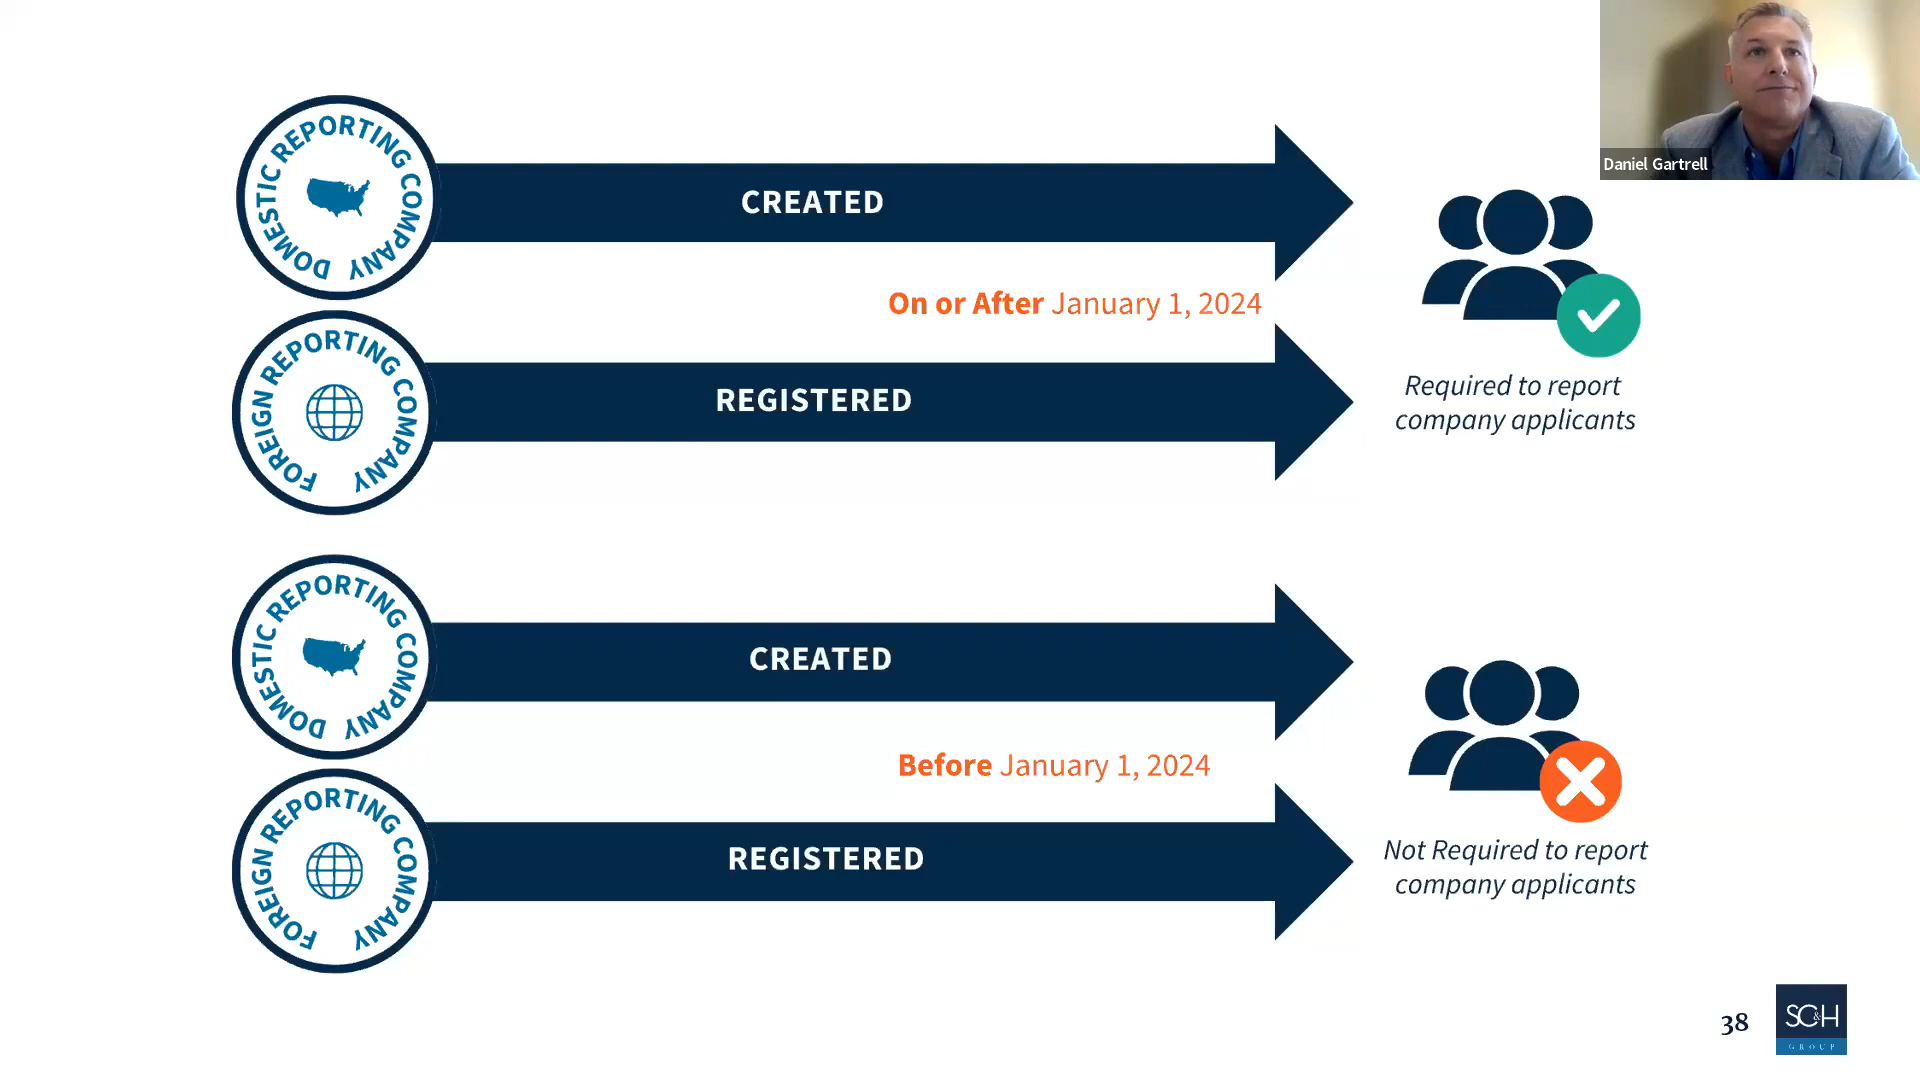 Daniel Gartrell
DOMESTIC REPORTING COMPANY
CREATED
On or After January 1, 2024
FOREIGN REPORTING COMPANY
REGISTERED
Required to report
company applicants
DOMESTIC REPORTING COMPANY
CREATED
Before January 1, 2024
FOREIGN REPORTING COMPANY
REGISTERED
Not Required to report
company applicants
38
SC&H
GROUP